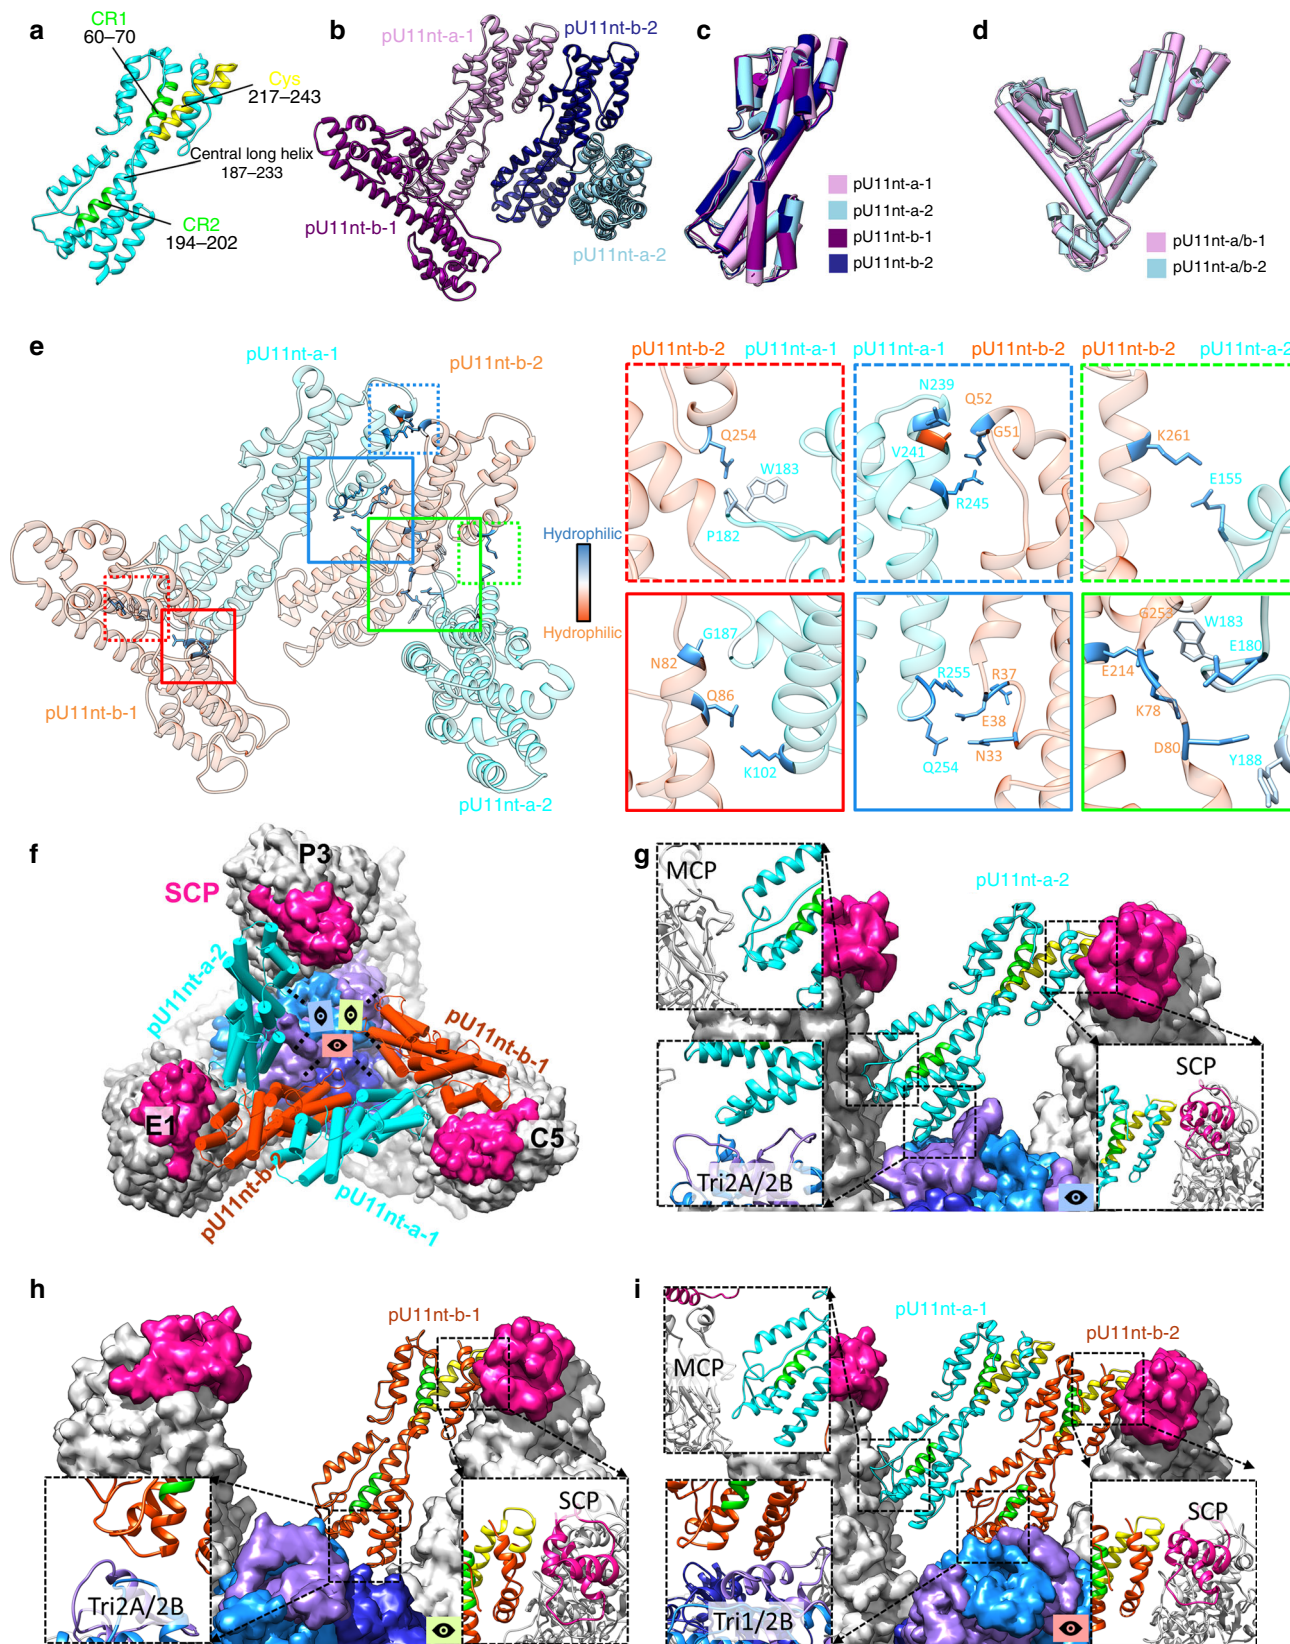 a
CR1
60–70
Cys
217–243
Central long helix
187–233
CR2
194–202
b
pU11nt-a-1
pU11nt-b-2
pU11nt-b-1
pU11nt-a-2
c
pU11nt-a-1
pU11nt-a-2
pU11nt-b-1
pU11nt-b-2
d
pU11nt-a/b-1
pU11nt-a/b-2
e
pU11nt-a-1
pU11nt-b-2
pU11nt-b-1
pU11nt-a-2
Hydrophilic
Hydrophilic
pU11nt-b-2 pU11nt-a-1
Q254
W183
P182
pU11nt-a-1 pU11nt-b-2
N239
Q52
G51
V241
R245
pU11nt-b-2 pU11nt-a-2
K261
E155
G187
N82
Q86
K102
R255
R37
E38
Q254
N33
G253
W183
E180
E214
K78
D80
Y188
f
P3
SCP
pU11nt-a-2
pU11nt-b-1
E1
C5
pU11nt-b-2
pU11nt-a-1
g
MCP
pU11nt-a-2
Tri2A/2B
SCP
h
pU11nt-b-1
Tri2A/2B
SCP
i
MCP
pU11nt-a-1
pU11nt-b-2
Tri1/2B
SCP